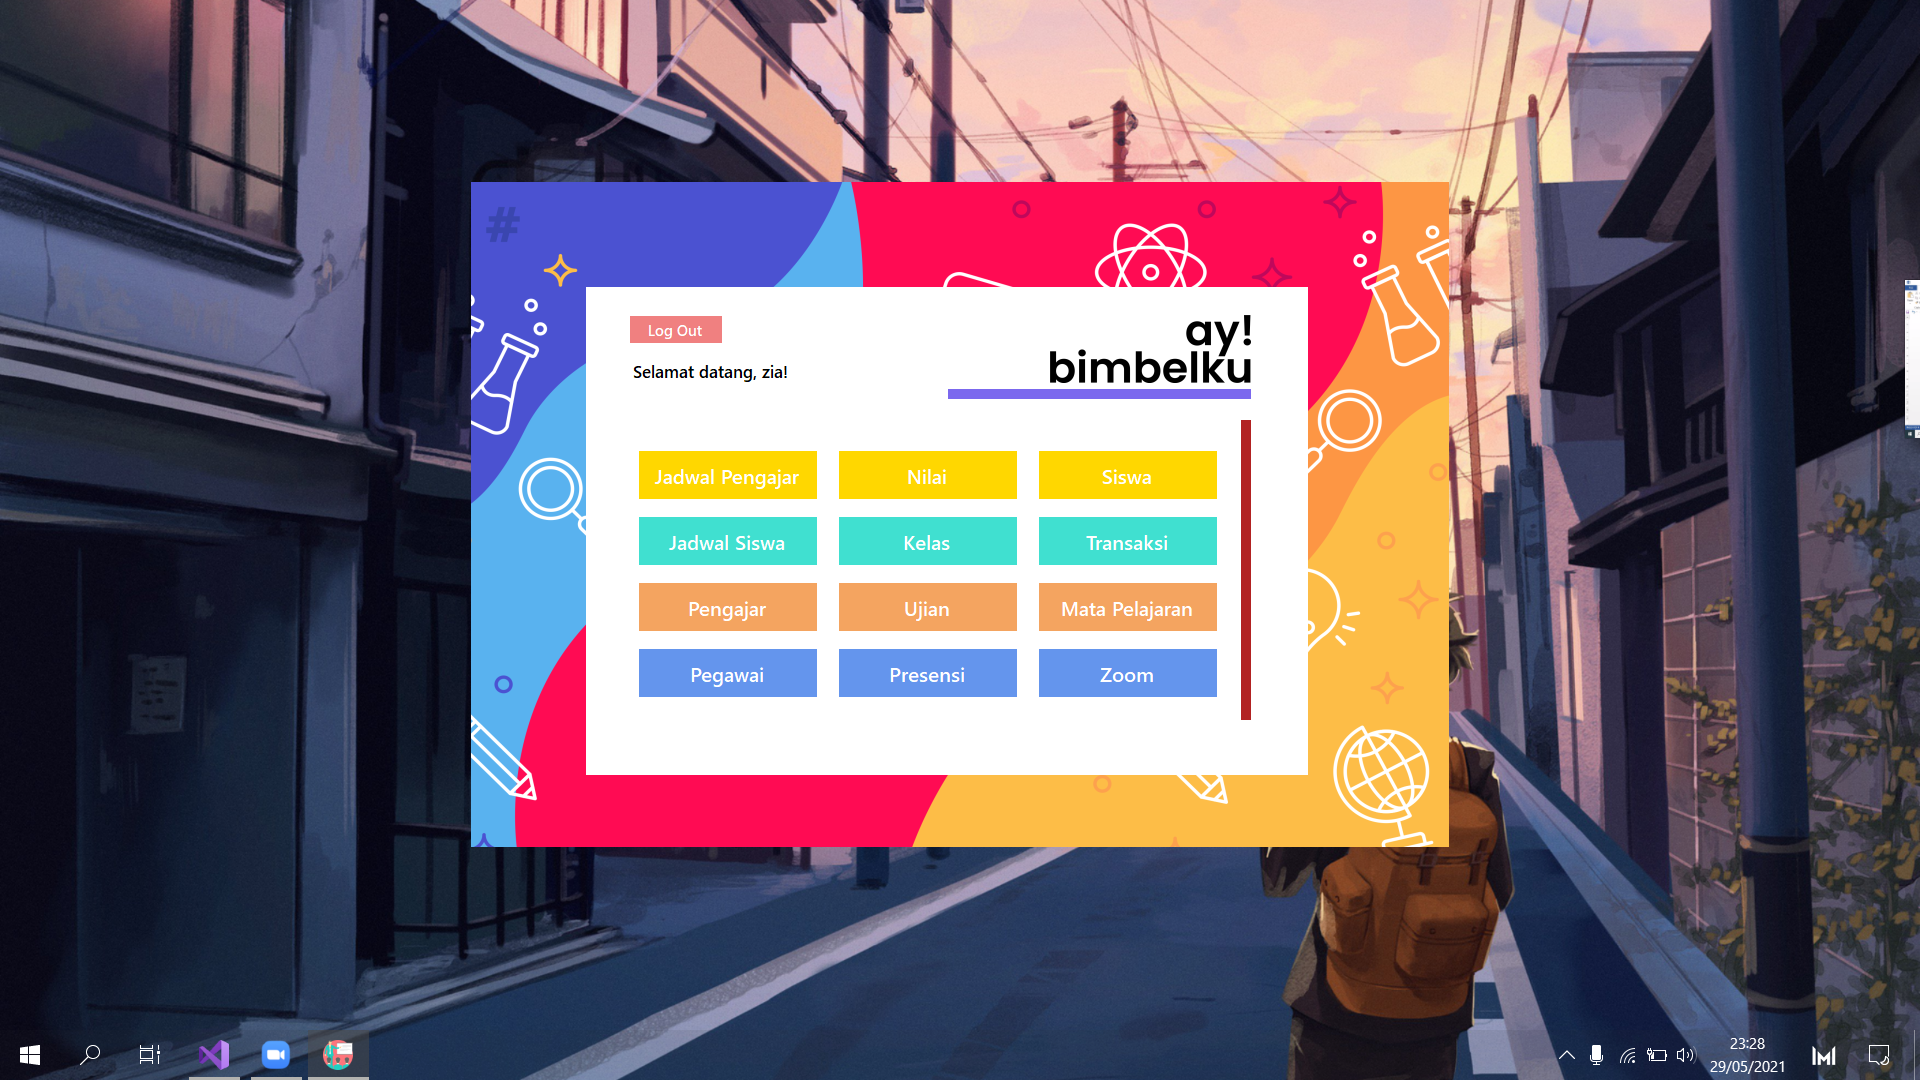 Log Out
ay!
bimbelku
Selamat datang, zia!
Jadwal Pengajar
Nilai
Siswa
Jadwal Siswa
Kelas
Transaksi
Pengajar
Ujian
Mata Pelajaran
Pegawai
Presensi
Zoom
23:28
29/05/2021